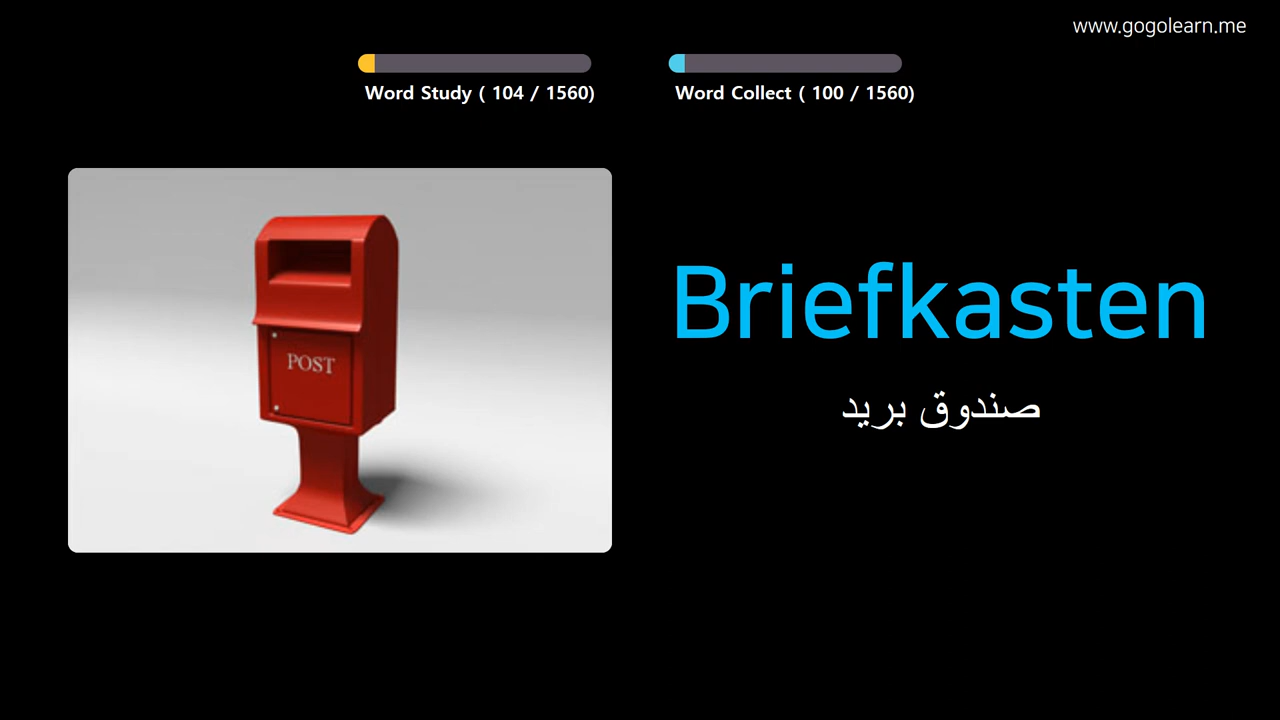 www.gogolearn.me
Word Study ( 104 / 1560)
Word Collect ( 100 / 1560)
POST
Briefkasten
صندوق بريد